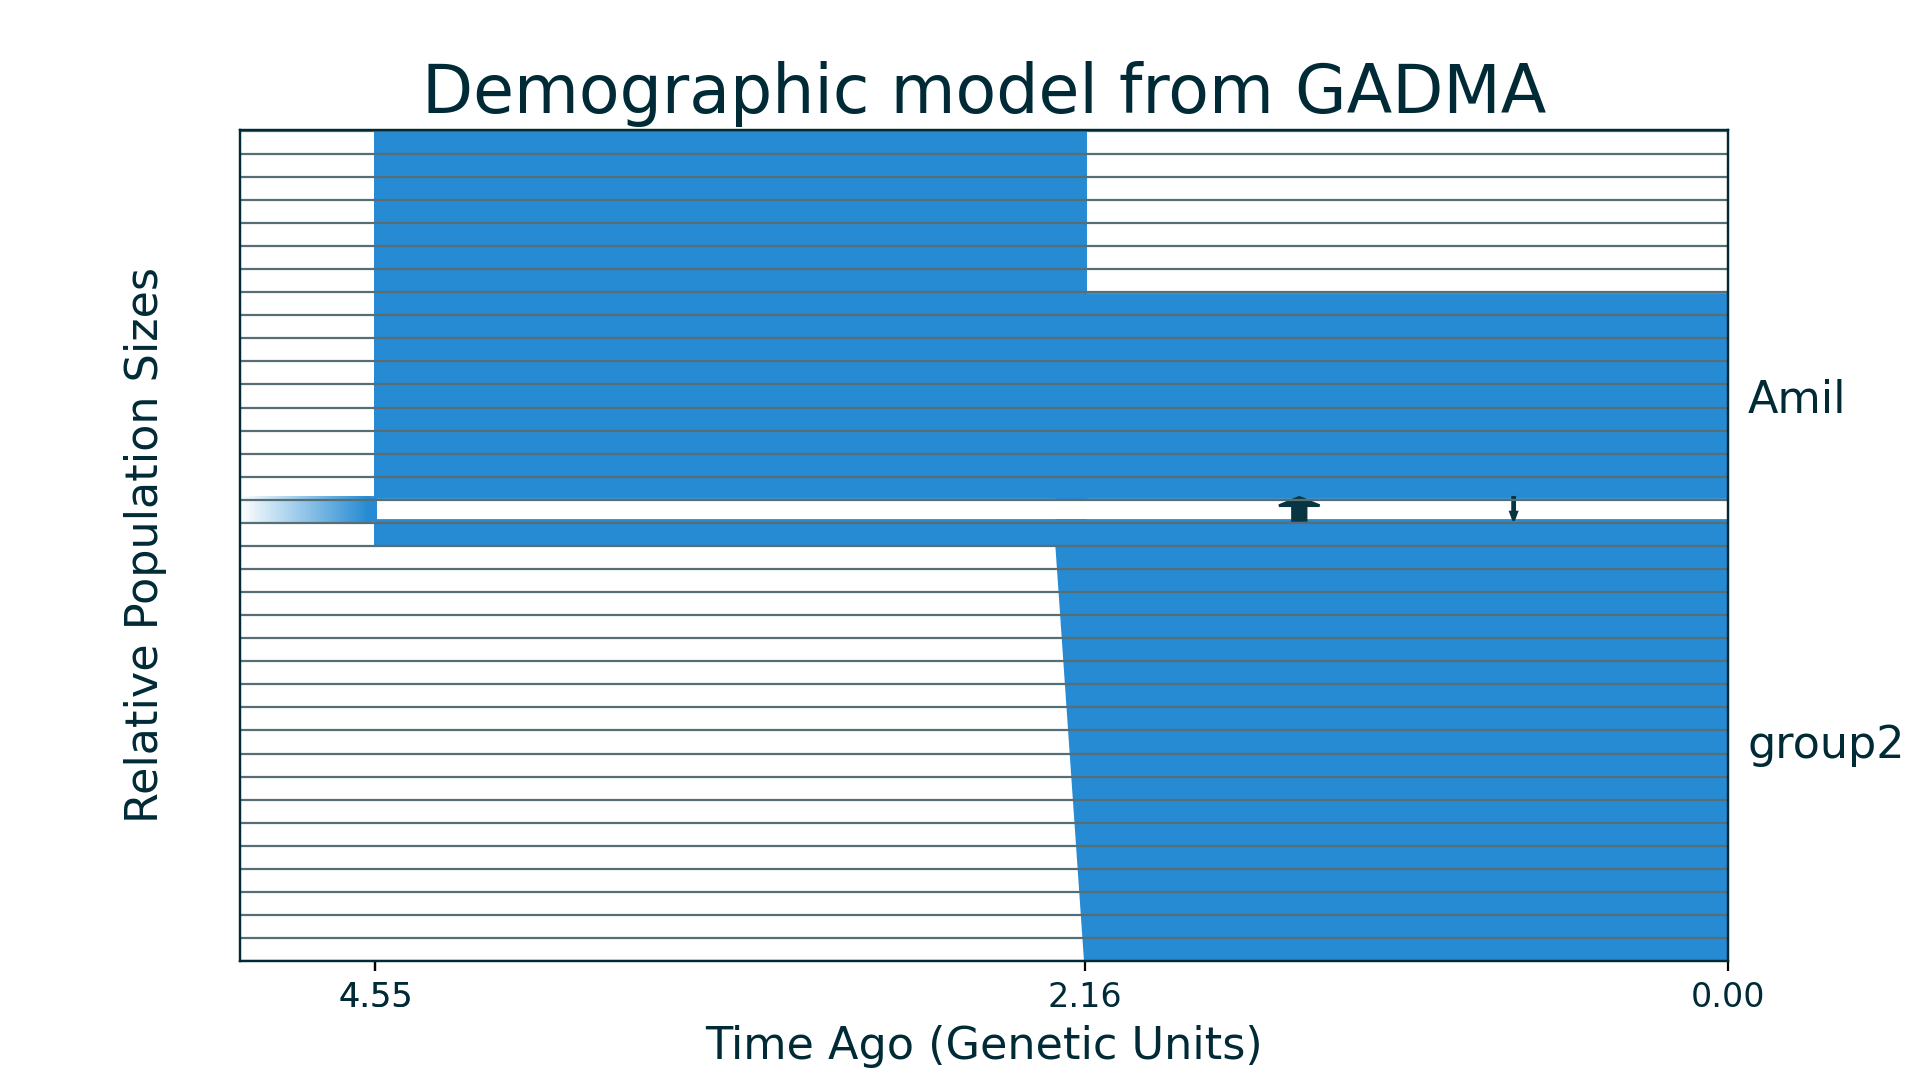 Demographic model from GADMA
Relative Population Sizes
Amil
group2
4.55
2.16
0.00
Time Ago (Genetic Units)